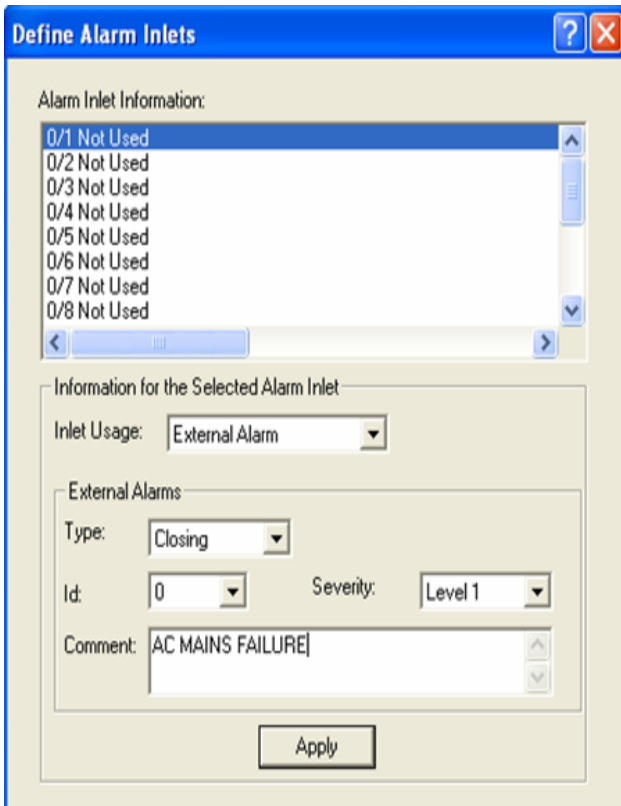 Define Alarm Inlets
Alarm Inlet Information:
0/1 Not Used
0/2 Not Used
0/3 Not Used
0/4 Not Used
0/5 Not Used
0/6 Not Used
0/7 Not Used
0/8 Not Used
Information for the Selected Alarm Inlet
Inlet Usage: External Alarm
External Alarms
Type: Closing
Id: 0 Severity: Level 1
Comment: AC MAINS FAILURE
Apply